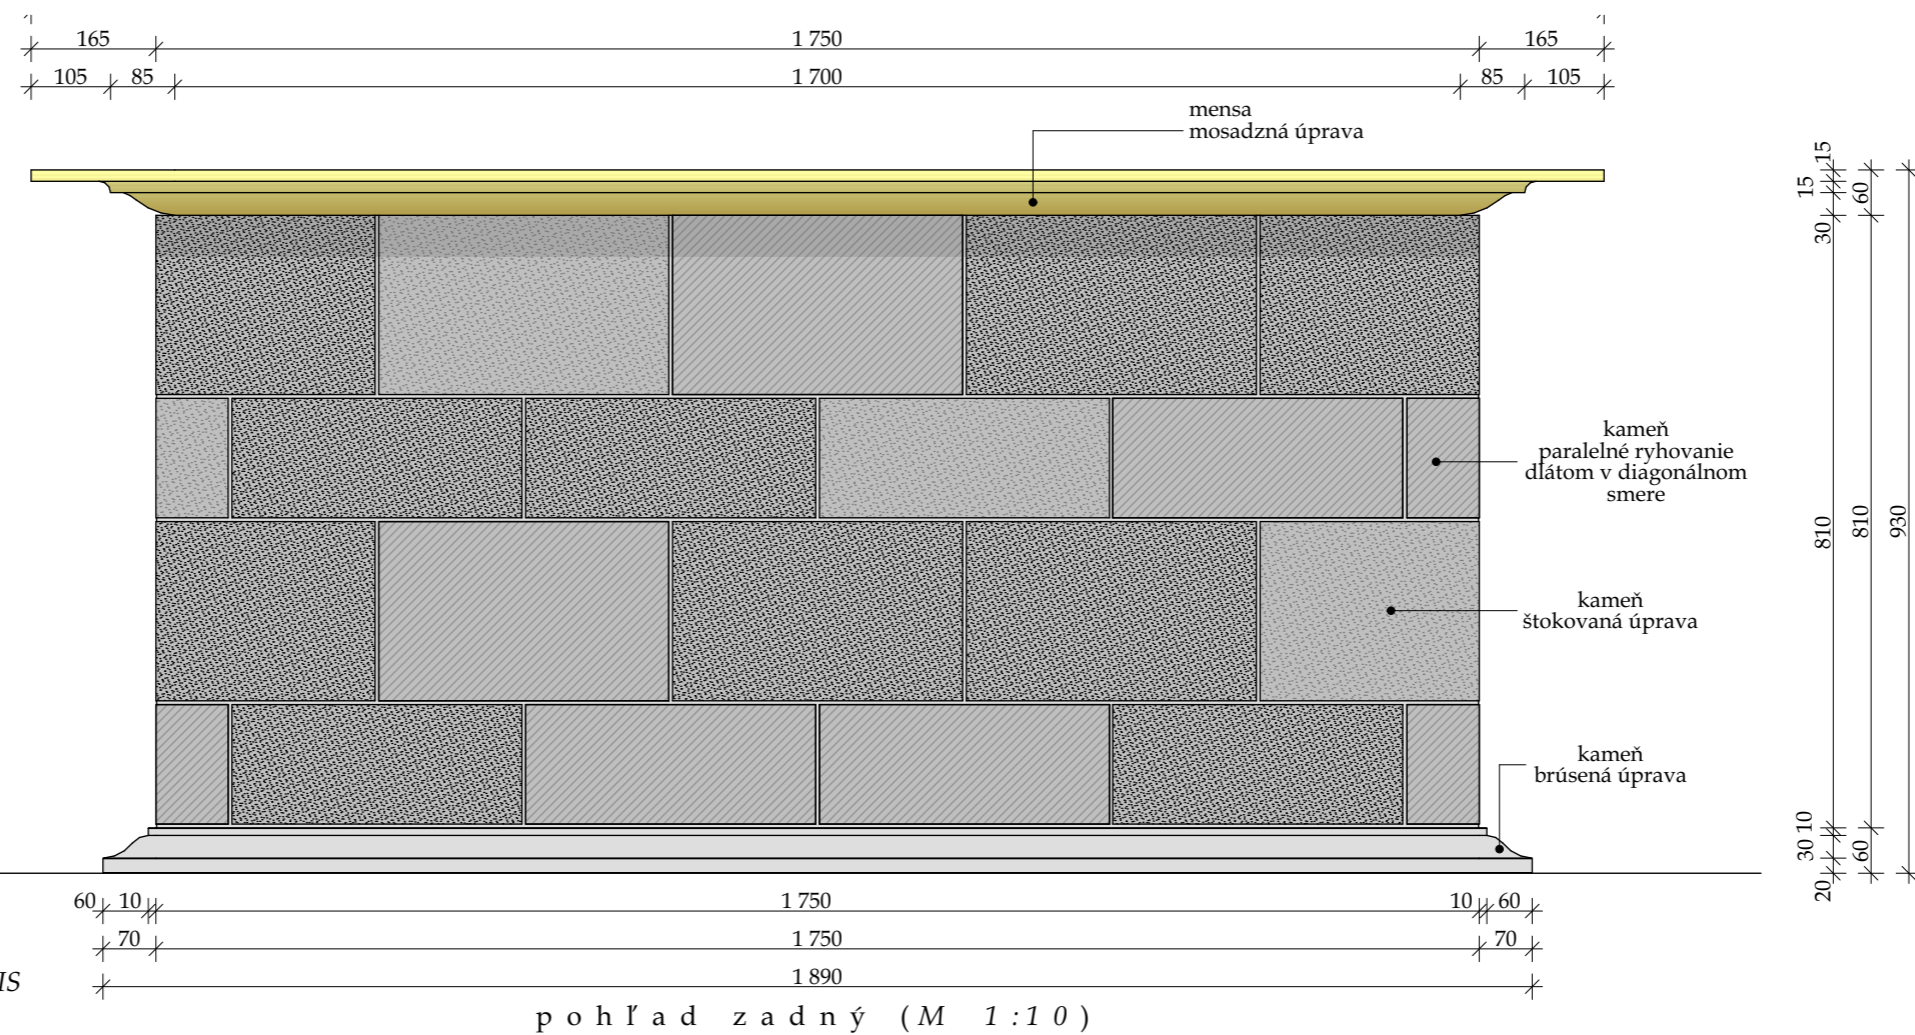 165 1 750 165
105 85 1 700 85 105
mensa
mosadzná úprava
15
15 60
30
kameň
paralelné ryhovanie
dlátom v diagonálnom
smere
810 810 930
kameň
štokovaná úprava
kameň
brúsená úprava
10
30 60
20
60 10 1 750 10 60
70 1 750 70
1 890
IS
pohľad zadný (M 1:10)